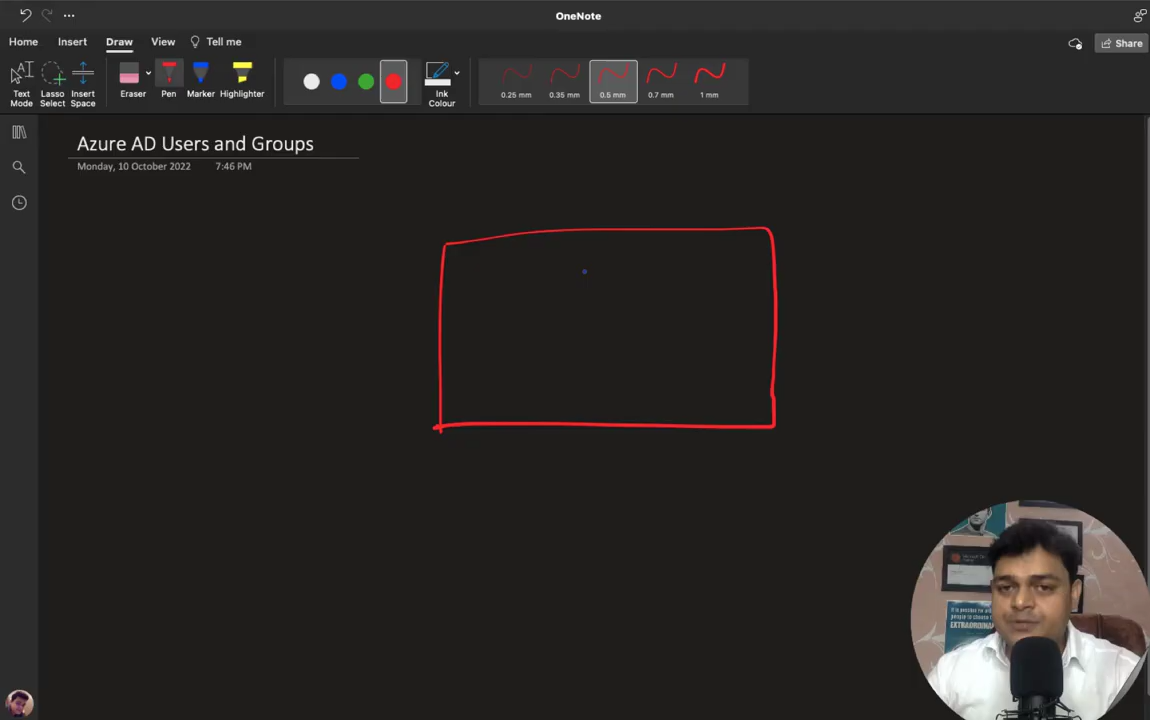 OneNote
Home Insert Draw View Tell me
Share
Text Mode
Lasso Select
Insert Space
Eraser
Pen
Marker
Highlighter
Ink Colour
0.25 mm
0.35 mm
0.5 mm
0.7 mm
1 mm
Azure AD Users and Groups
Monday, 10 October 2022 7:46 PM
EXTRAORDINARY